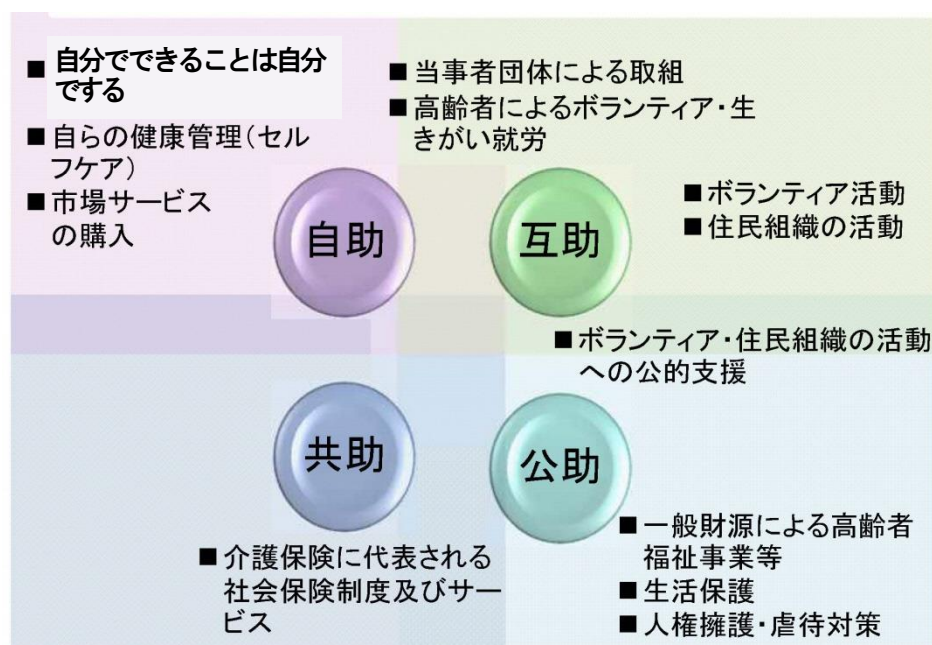 ■ 自分でできることは自分
でする
■ 自らの健康管理(セル
フケア)
■ 市場サービス
の購入
■ 当事者団体による取組
■ 高齢者によるボランティア・生
きがい就労
■ ボランティア活動
■ 住民組織の活動
自助
互助
■ ボランティア・住民組織の活動
への公的支援
共助
公助
■ 介護保険に代表される
社会保険制度及びサー
ビス
■ 一般財源による高齢者
福祉事業等
■ 生活保護
■ 人権擁護・虐待対策